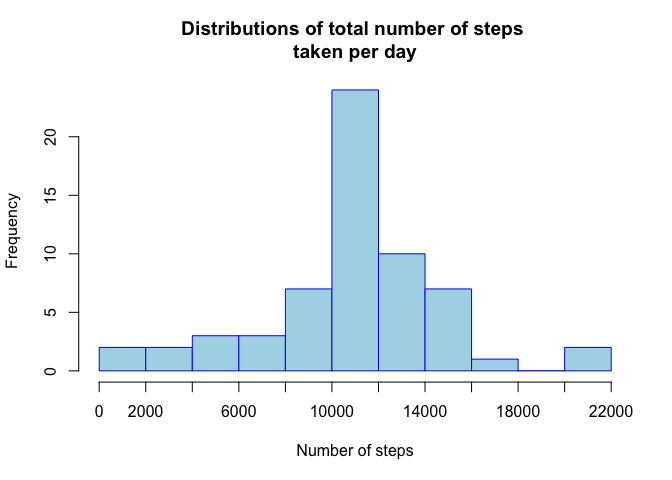 Distributions of total number of steps
taken per day
Frequency
20
15
10
5
0
0 2000 6000 10000 14000 18000 22000
Number of steps